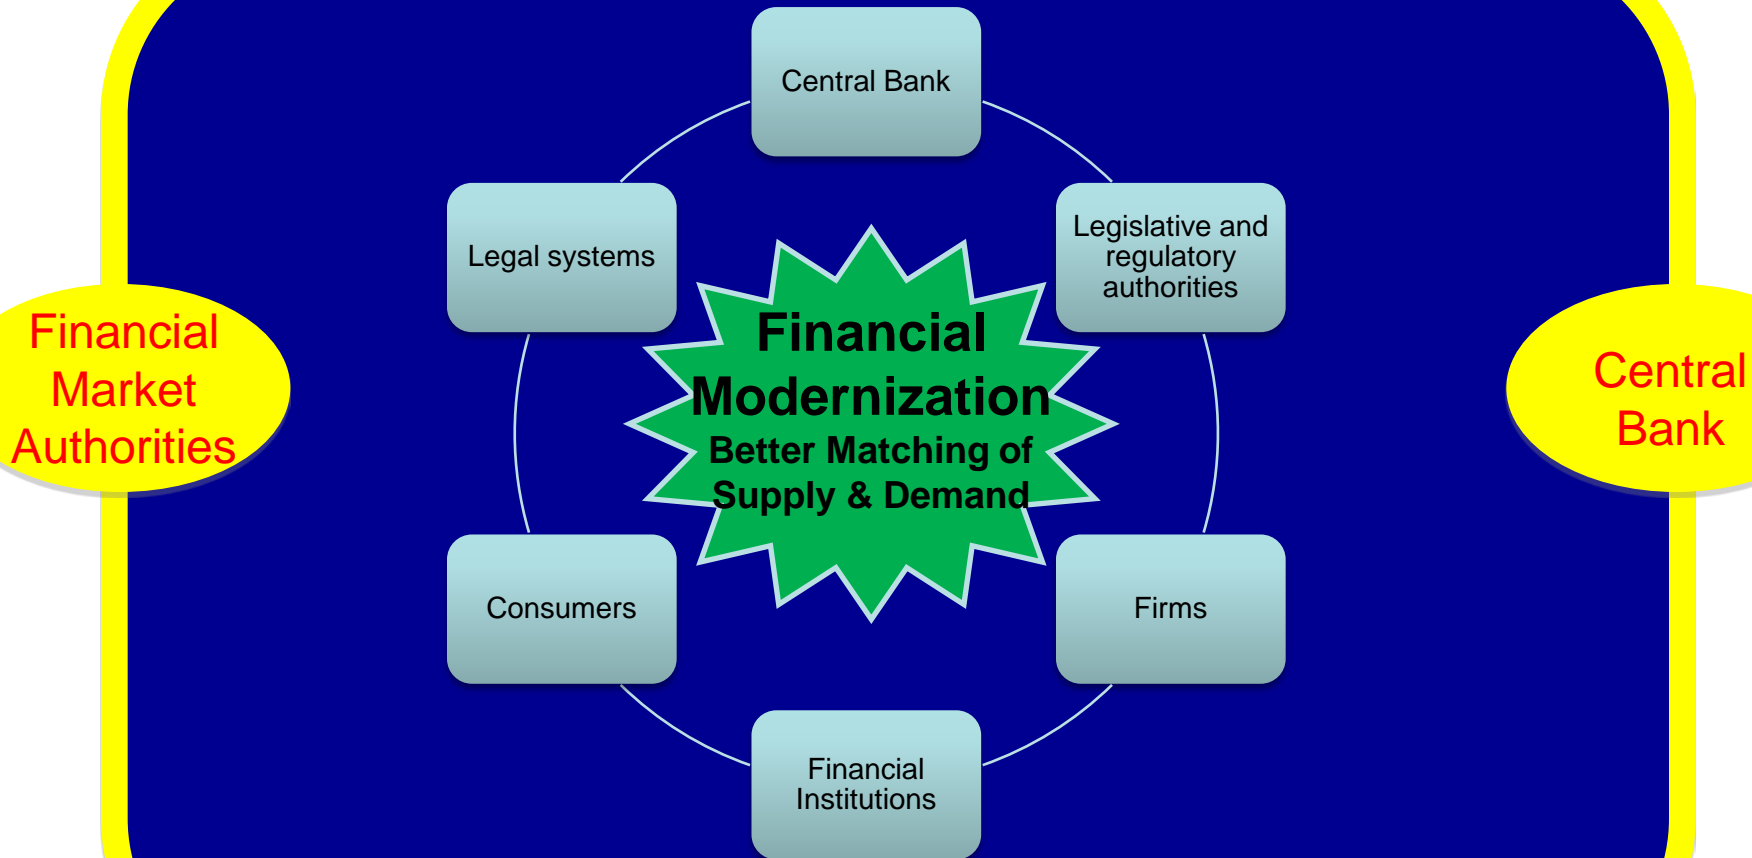 Central Bank
Legal systems
Legislative and
regulatory
authorities
Financial
Market
Authorities
Financial
Modernization
Better Matching of
Supply & Demand
Central
Bank
Consumers
Firms
Financial
Institutions